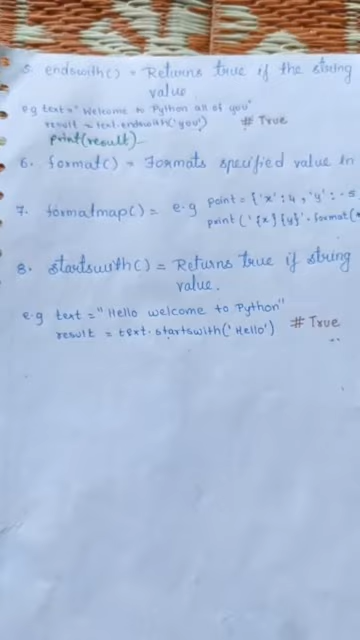 5. endswith() = Returns true if the string
value
e.g text = "Welcome to Python all of you"
result = text.endswith('you') # True
print(result)
6. format() = Formats specified value in
7. formatmap() = e.g point = {'x':4, 'y': -5
print('{x} {y}'.format(
8. startswith() = Returns true if string
value.
e.g text = "Hello welcome to Python"
result = text.startswith('Hello') # True